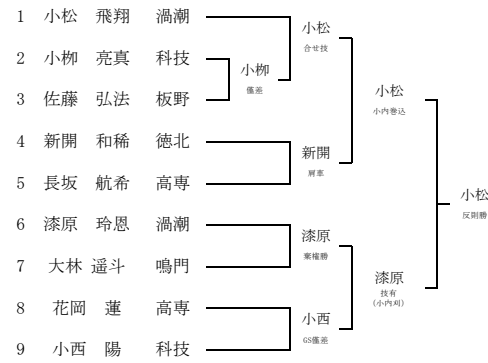 1 小松 飛翔 渦潮
2 小栁 亮真 科技
3 佐藤 弘法 板野
4 新開 和稀 徳北
5 長坂 航希 高専
6 漆原 玲恩 渦潮
7 大林 遥斗 鳴門
8 花岡 蓮 高専
9 小西 陽 科技
小栁
僅差
小松
合せ技
新開
肩車
漆原
棄権勝
小西
GS僅差
小松
小内巻込
漆原
技有
(小内刈)
小松
反則勝